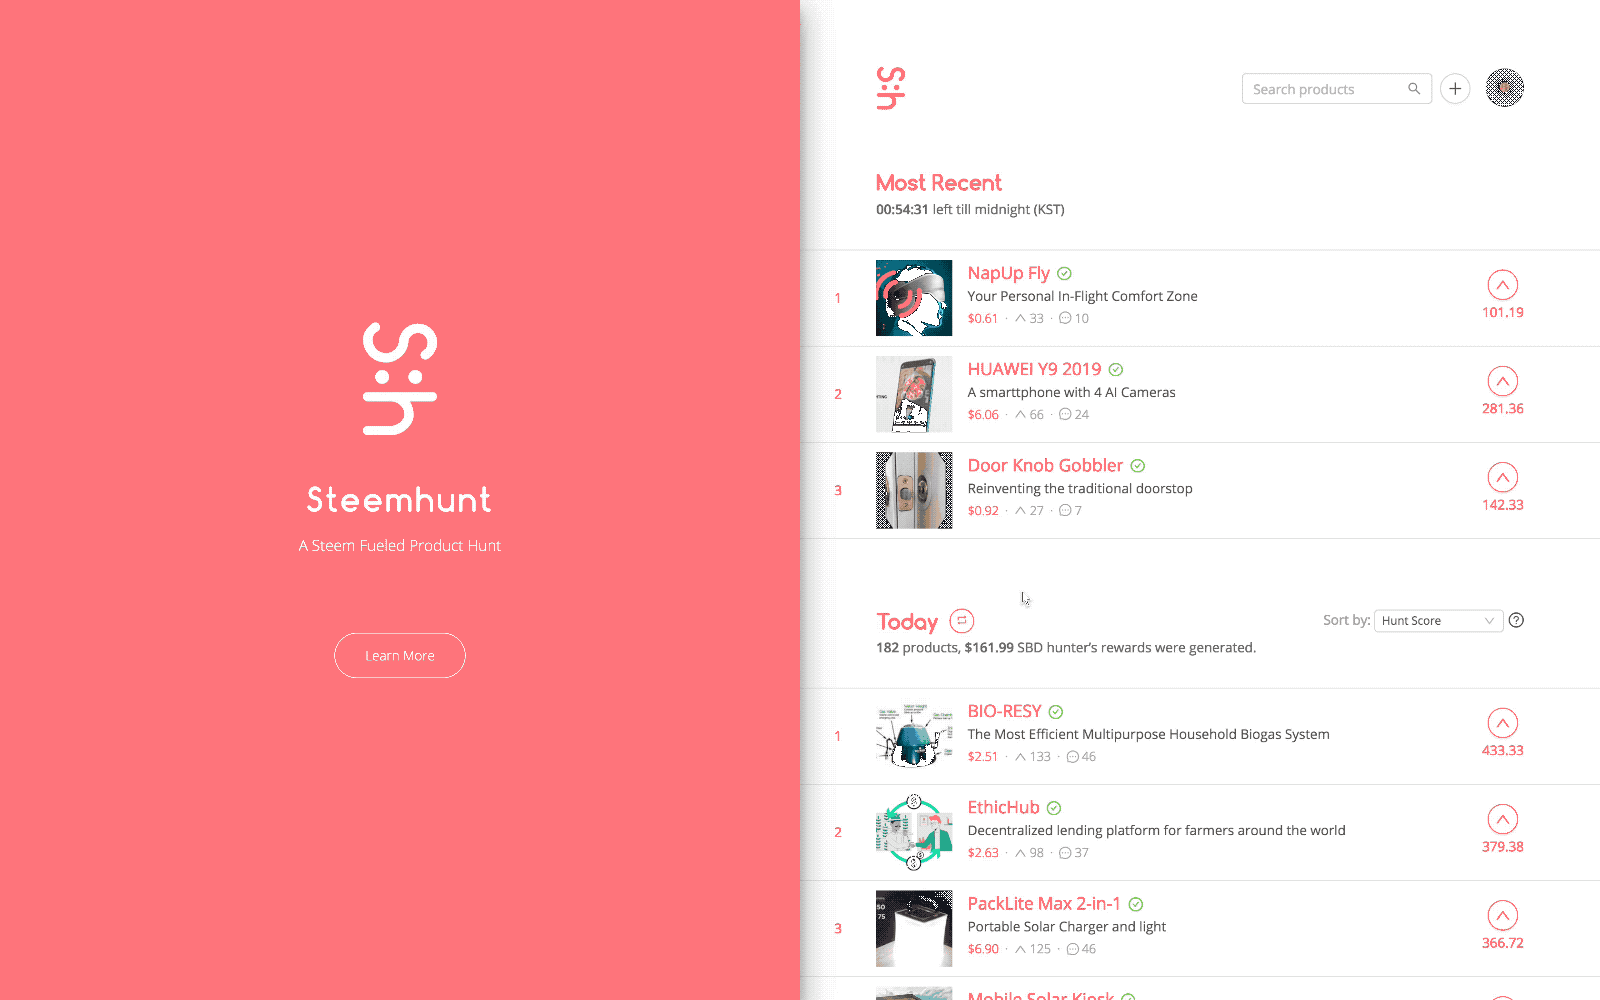 S:h
Steemhunt
A Steem Fueled Product Hunt
Learn More
S:h
Search products
Most Recent
00:54:31 left till midnight (KST)
1
NapUp Fly
Your Personal In-Flight Comfort Zone
$0.61 · 33 · 10
101.19
2
HUAWEI Y9 2019
A smarttphone with 4 AI Cameras
$6.06 · 66 · 24
281.36
3
Door Knob Gobbler
Reinventing the traditional doorstop
$0.92 · 27 · 7
142.33
Today
Sort by: Hunt Score
182 products, $161.99 SBD hunter's rewards were generated.
1
BIO-RESY
The Most Efficient Multipurpose Household Biogas System
$2.51 · 133 · 46
433.33
2
EthicHub
Decentralized lending platform for farmers around the world
$2.63 · 98 · 37
379.38
3
50
75
PackLite Max 2-in-1
Portable Solar Charger and light
$6.90 · 125 · 46
366.72
Mobile Solar Kiosk